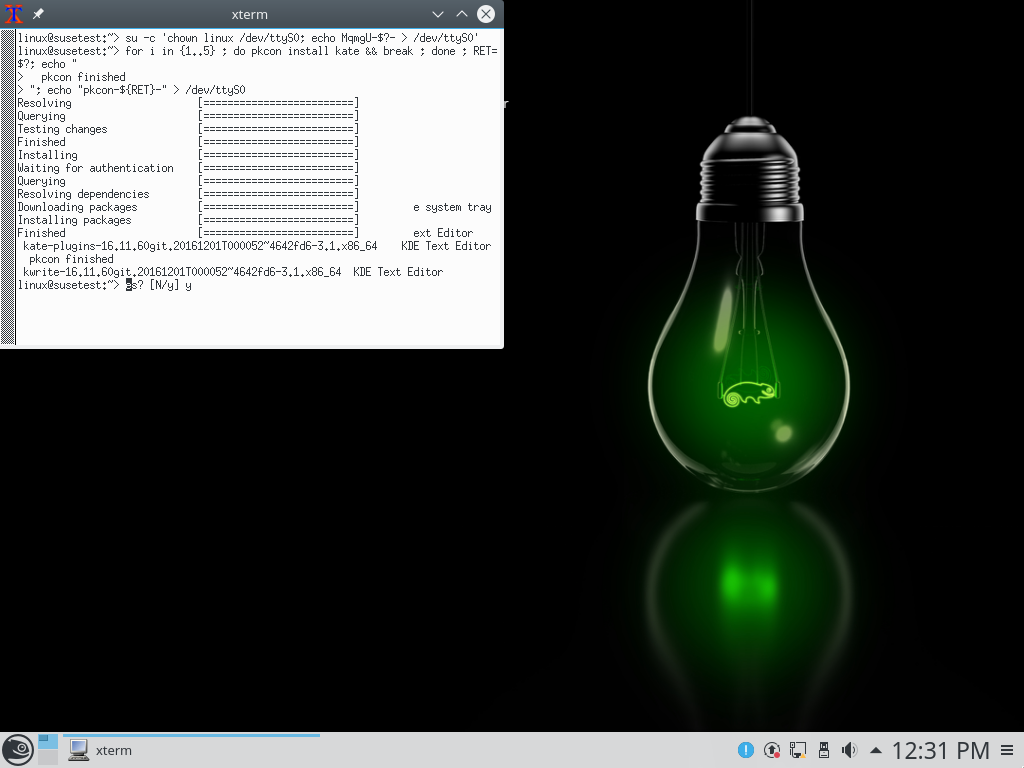 xterm
linux@susetest:~> su -c 'chown linux /dev/ttyS0; echo MqmgU-$?- > /dev/ttyS0'
linux@susetest:~> for i in {1..5} ; do pkcon install kate && break ; done ; RET=
$?; echo "
>   pkcon finished
> "; echo "pkcon-${RET}-" > /dev/ttyS0
Resolving [=========================]
Querying [=========================]
Testing changes [=========================]
Finished [=========================]
Installing [=========================]
Waiting for authentication [=========================]
Querying [=========================]
Resolving dependencies [=========================]
Downloading packages [=========================] e system tray
Installing packages [=========================]
Finished [=========================] ext Editor
kate-plugins-16.11.60git.20161201T000052~4642fd6-3.1.x86_64 KDE Text Editor
pkcon finished
kwrite-16.11.60git.20161201T000052~4642fd6-3.1.x86_64 KDE Text Editor
linux@susetest:~> es? [N/y] y
r
xterm
12:31 PM